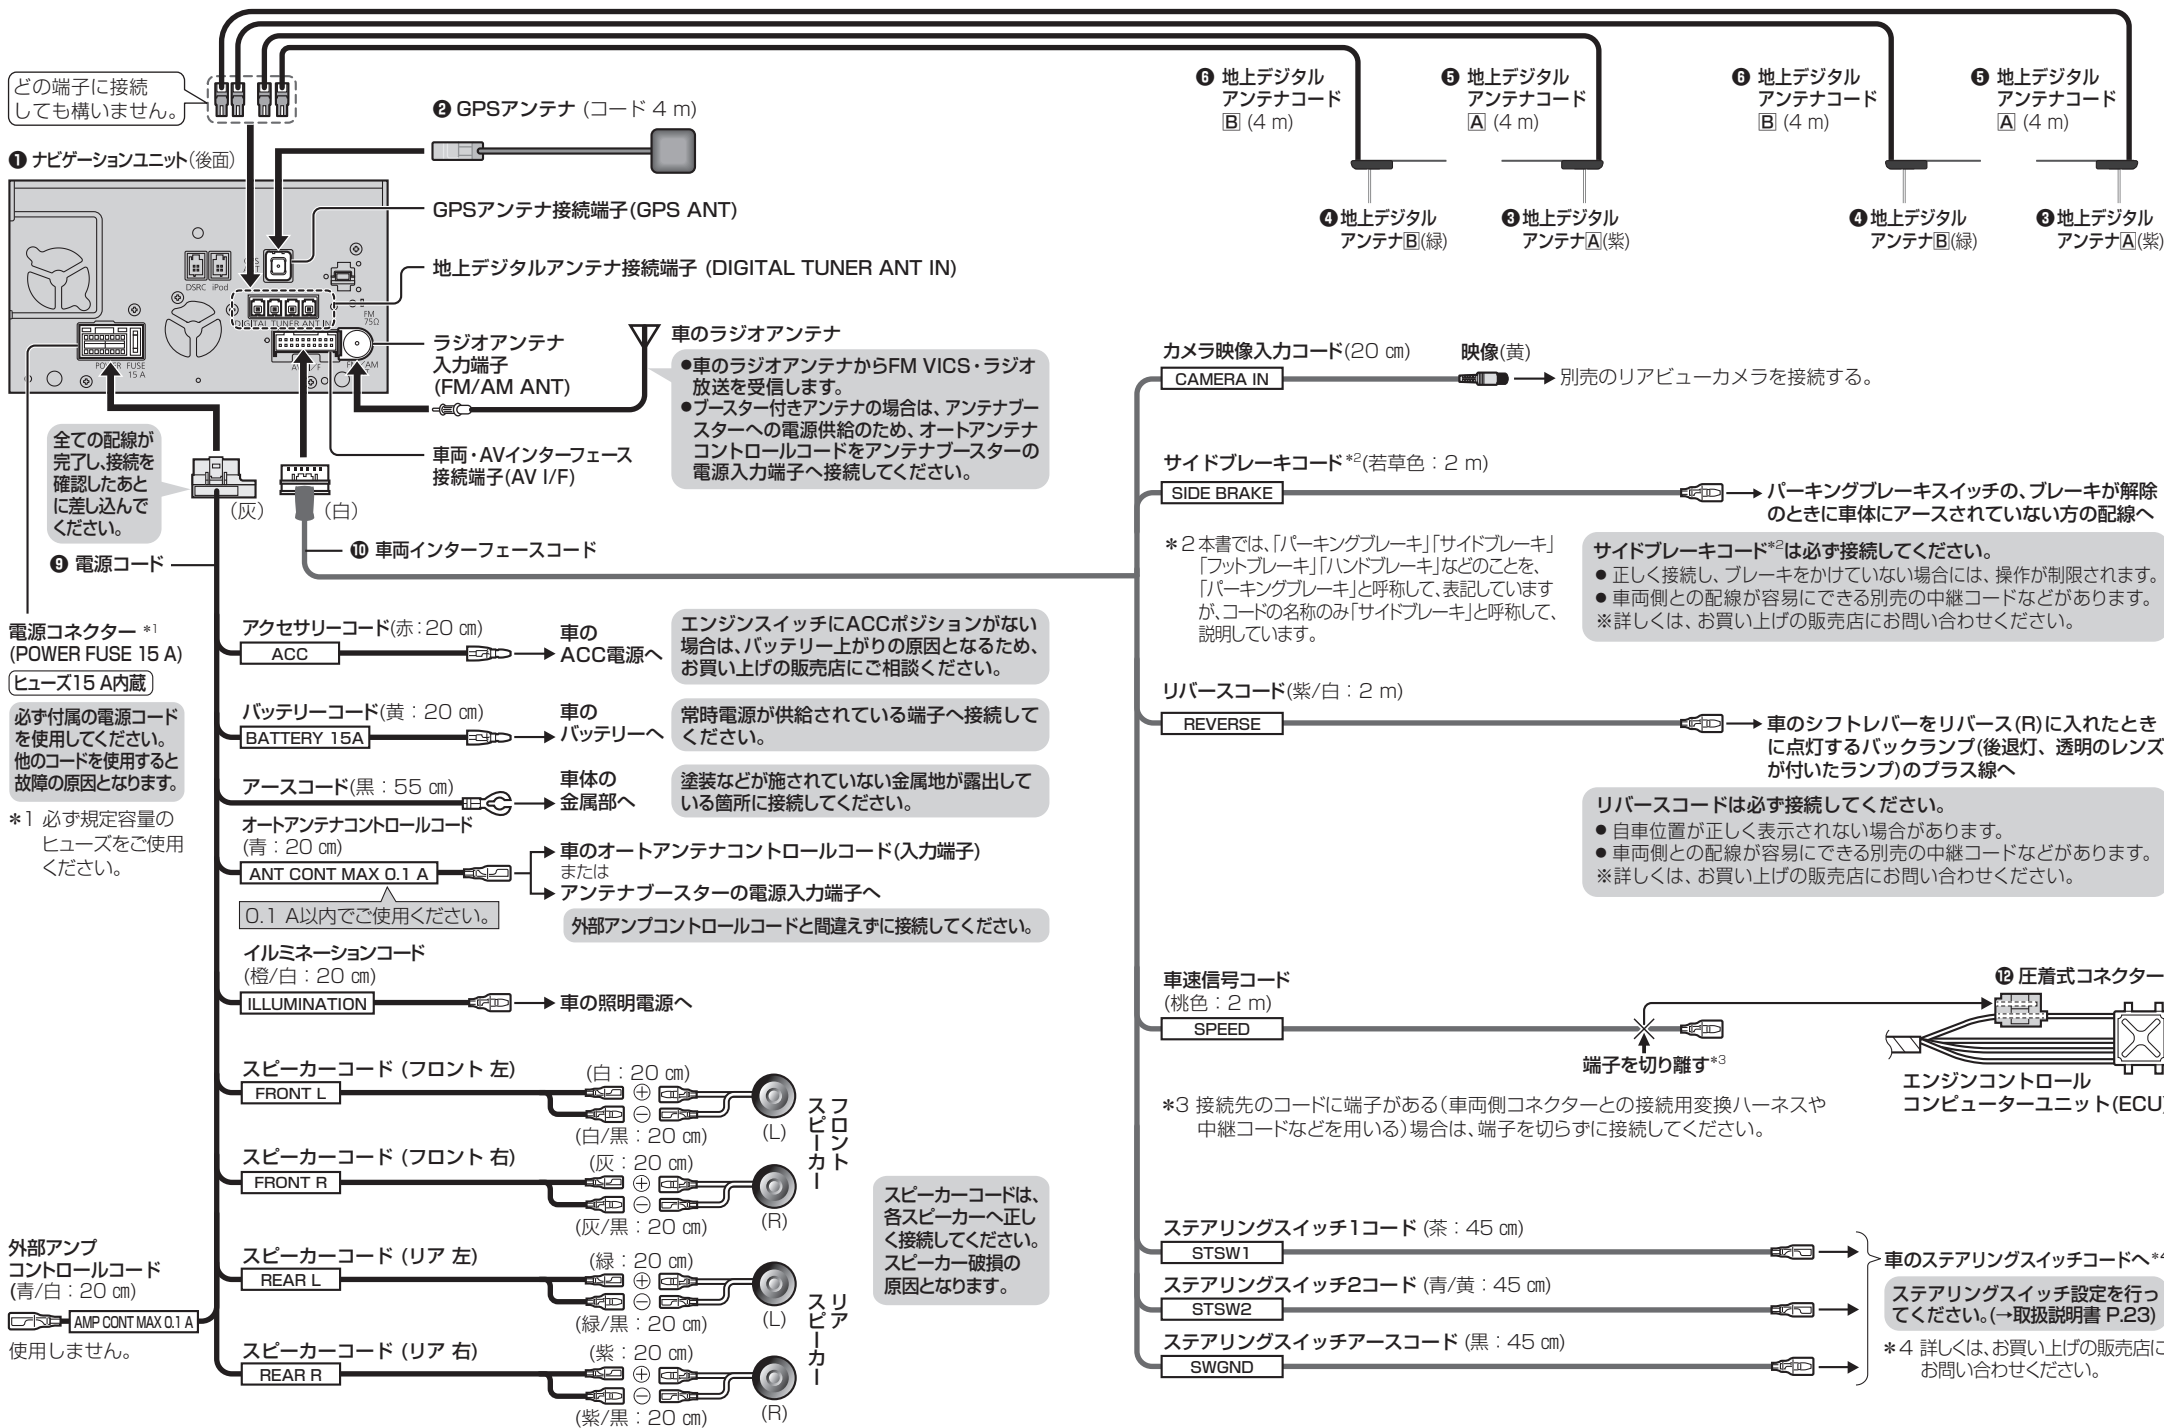 どの端子に接続
しても構いません。
❶ ナビゲーションユニット(後面)
❷ GPSアンテナ (コード 4 m)
GPSアンテナ接続端子(GPS ANT)
地上デジタルアンテナ接続端子 (DIGITAL TUNER ANT IN)
DSRC iPod
GPS
ANT
DIGITAL TUNER ANT IN
FM
75Ω
POWER FUSE
15 A
AV I/F
FM/AM
ラジオアンテナ
入力端子
(FM/AM ANT)
車両・AVインターフェース
接続端子(AV I/F)
車のラジオアンテナ
●車のラジオアンテナからFM VICS・ラジオ
放送を受信します。
●ブースター付きアンテナの場合は、アンテナブー
スターへの電源供給のため、オートアンテナ
コントロールコードをアンテナブースターの
電源入力端子へ接続してください。
全ての配線が
完了し、接続を
確認したあと
に差し込んで
ください。
(灰)
(白)
❾ 電源コード
❿ 車両インターフェースコード
電源コネクター *1
(POWER FUSE 15 A)
ヒューズ15 A内蔵
必ず付属の電源コード
を使用してください。
他のコードを使用すると
故障の原因となります。
*1 必ず規定容量の
ヒューズをご使用
ください。
アクセサリーコード(赤：20 ㎝)
ACC
車の
ACC電源へ
エンジンスイッチにACCポジションがない
場合は、バッテリー上がりの原因となるため、
お買い上げの販売店にご相談ください。
バッテリーコード(黄：20 ㎝)
BATTERY 15A
車の
バッテリーへ
常時電源が供給されている端子へ接続して
ください。
アースコード(黒：55 ㎝)
車体の
金属部へ
塗装などが施されていない金属地が露出して
いる箇所に接続してください。
オートアンテナコントロールコード
(青：20 ㎝)
ANT CONT MAX 0.1 A
0.1 A以内でご使用ください。
車のオートアンテナコントロールコード(入力端子)
または
アンテナブースターの電源入力端子へ
外部アンプコントロールコードと間違えずに接続してください。
イルミネーションコード
(橙/白：20 ㎝)
ILLUMINATION
車の照明電源へ
スピーカーコード (フロント 左)
FRONT L
(白：20 ㎝)
⊕
⊖
(白/黒：20 ㎝)
(L)
スピーカーコード (フロント 右)
FRONT R
(灰：20 ㎝)
⊕
⊖
(灰/黒：20 ㎝)
(R)
フロント
スピーカー
スピーカーコード (リア 左)
REAR L
(緑：20 ㎝)
⊕
⊖
(緑/黒：20 ㎝)
(L)
スピーカーコード (リア 右)
REAR R
(紫：20 ㎝)
⊕
⊖
(紫/黒：20 ㎝)
(R)
リア
スピーカー
スピーカーコードは、
各スピーカーへ正し
く接続してください。
スピーカー破損の
原因となります。
外部アンプ
コントロールコード
(青/白：20 ㎝)
AMP CONT MAX 0.1 A
使用しません。
❻ 地上デジタル
アンテナコード
B (4 m)
❺ 地上デジタル
アンテナコード
A (4 m)
❻ 地上デジタル
アンテナコード
B (4 m)
❺ 地上デジタル
アンテナコード
A (4 m)
❹地上デジタル
アンテナB(緑)
❸地上デジタル
アンテナA(紫)
❹地上デジタル
アンテナB(緑)
❸地上デジタル
アンテナA(紫)
カメラ映像入力コード(20 ㎝)
映像(黄)
CAMERA IN
別売のリアビューカメラを接続する。
サイドブレーキコード*2(若草色：2 m)
SIDE BRAKE
パーキングブレーキスイッチの、ブレーキが解除
のときに車体にアースされていない方の配線へ
*2 本書では、「パーキングブレーキ」「サイドブレーキ」
「フットブレーキ」「ハンドブレーキ」などのことを、
「パーキングブレーキ」と呼称して、表記しています
が、コードの名称のみ「サイドブレーキ」と呼称して、
説明しています。
サイドブレーキコード*2は必ず接続してください。
● 正しく接続し、ブレーキをかけていない場合には、操作が制限されます。
● 車両側との配線が容易にできる別売の中継コードなどがあります。
※詳しくは、お買い上げの販売店にお問い合わせください。
リバースコード(紫/白：2 m)
REVERSE
車のシフトレバーをリバース(R)に入れたとき
に点灯するバックランプ(後退灯、透明のレンズ
が付いたランプ)のプラス線へ
リバースコードは必ず接続してください。
● 自車位置が正しく表示されない場合があります。
● 車両側との配線が容易にできる別売の中継コードなどがあります。
※詳しくは、お買い上げの販売店にお問い合わせください。
車速信号コード
(桃色：2 m)
SPEED
端子を切り離す*3
⓬ 圧着式コネクター
エンジンコントロール
コンピューターユニット(ECU)
*3 接続先のコードに端子がある(車両側コネクターとの接続用変換ハーネスや
中継コードなどを用いる)場合は、端子を切らずに接続してください。
ステアリングスイッチ1コード (茶：45 ㎝)
STSW1
ステアリングスイッチ2コード (青/黄：45 ㎝)
STSW2
ステアリングスイッチアースコード (黒：45 ㎝)
SWGND
車のステアリングスイッチコードへ*4
ステアリングスイッチ設定を行っ
てください。(→取扱説明書 P.23)
*4 詳しくは、お買い上げの販売店に
お問い合わせください。